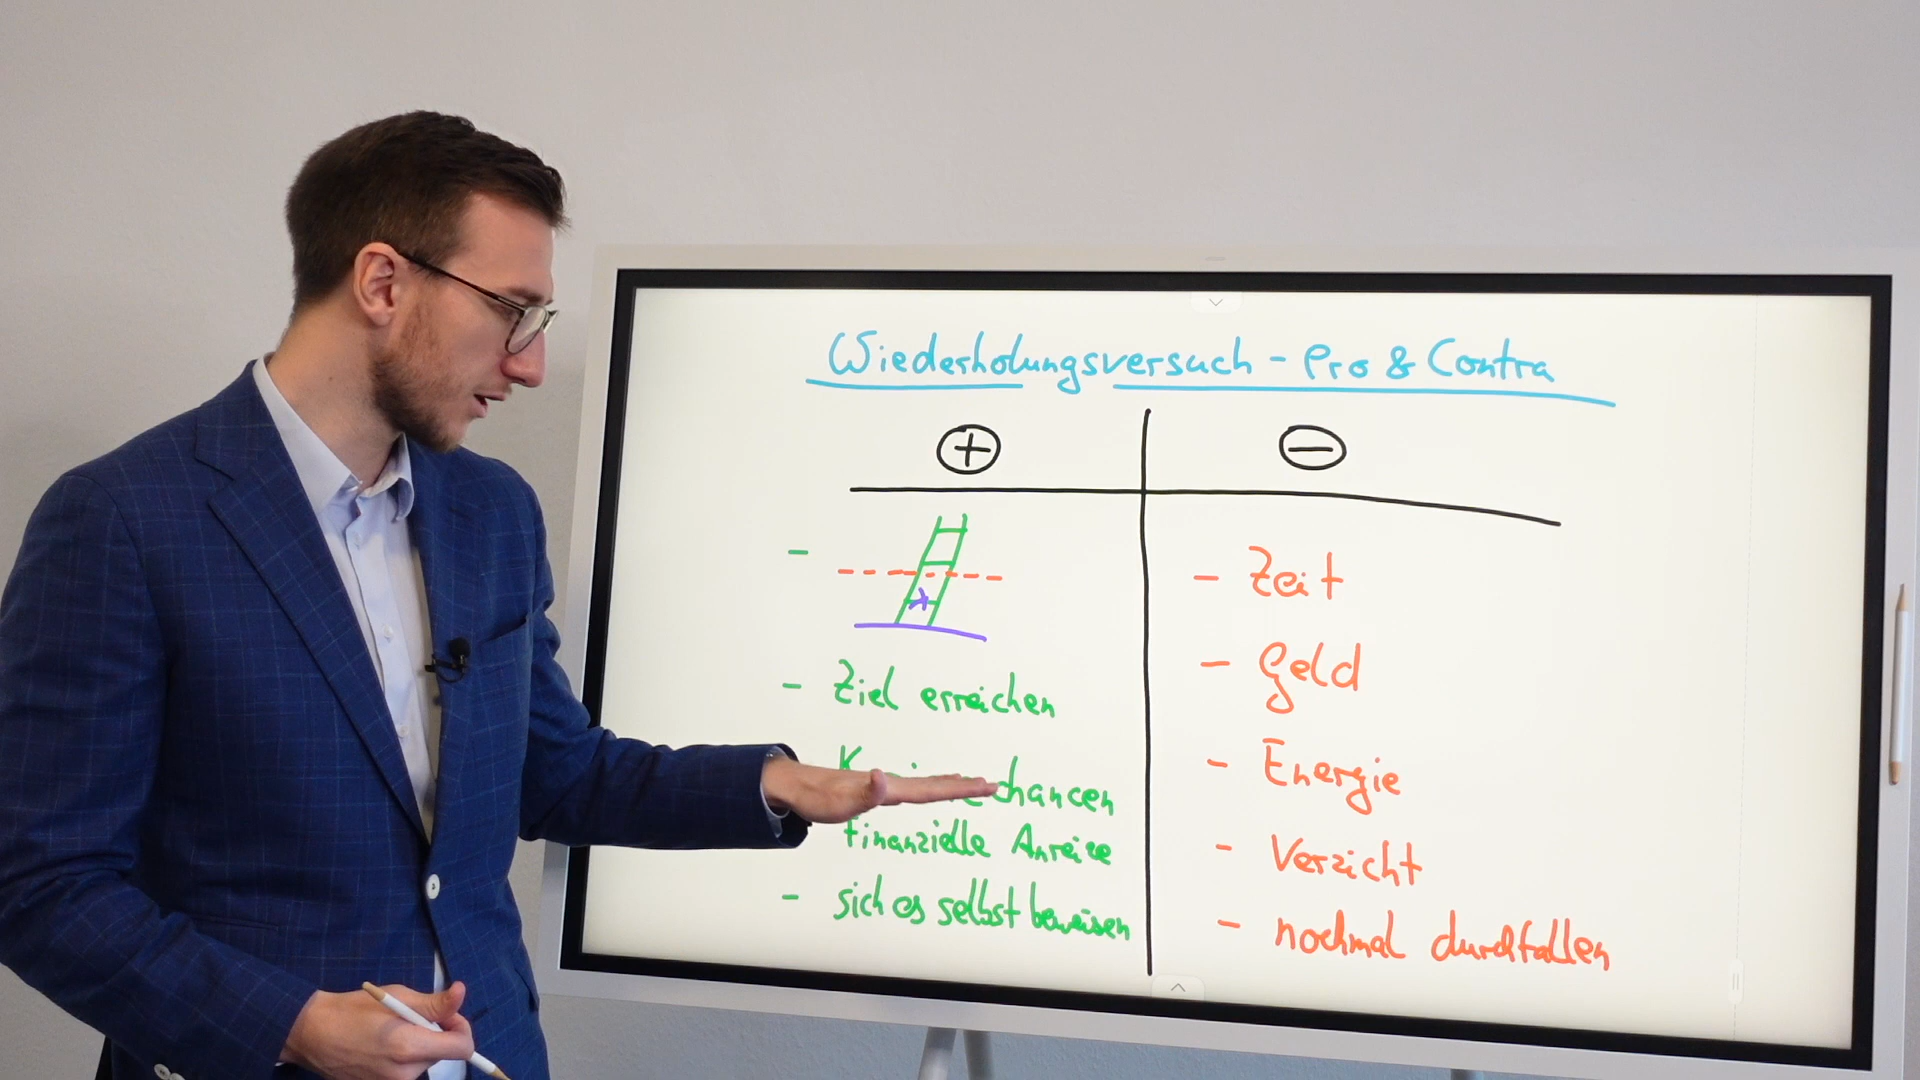 Wiederholungsversuch - Pro & Contra
+
−
- Ziel erreichen
chancen
Finanzielle Anreize
- sich es selbst beweisen
- Zeit
- Geld
- Energie
- Verzicht
- nochmal durchfallen